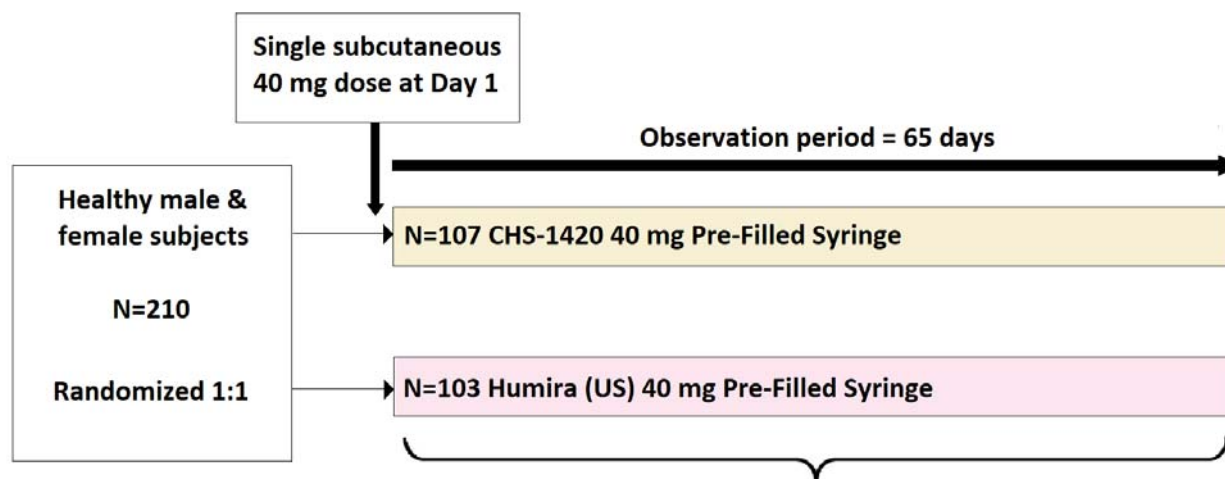 Single subcutaneous
40 mg dose at Day 1
Observation period = 65 days
Healthy male &
female subjects
N=210
Randomized 1:1
N=107 CHS-1420 40 mg Pre-Filled Syringe
N=103 Humira (US) 40 mg Pre-Filled Syringe